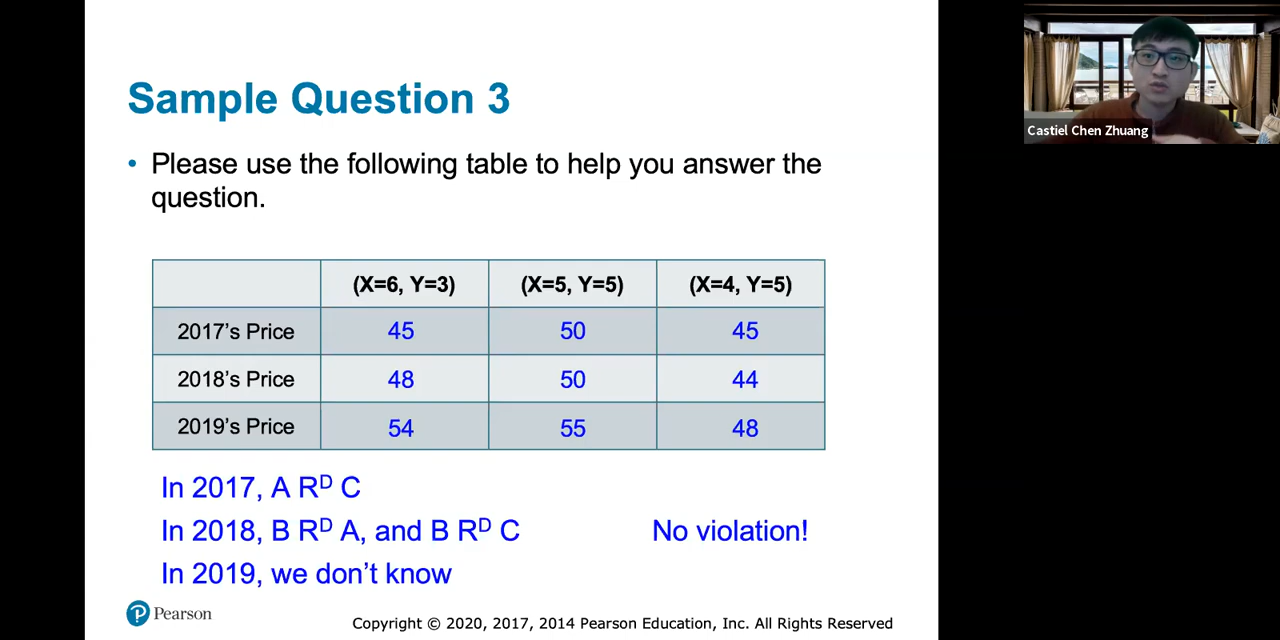 Sample Question 3
• Please use the following table to help you answer the
question.
(X=6, Y=3) (X=5, Y=5) (X=4, Y=5)
2017’s Price 45 50 45
2018’s Price 48 50 44
2019’s Price 54 55 48
In 2017, A Rᴰ C
In 2018, B Rᴰ A, and B Rᴰ C No violation!
In 2019, we don’t know
P Pearson
Copyright © 2020, 2017, 2014 Pearson Education, Inc. All Rights Reserved
Castiel Chen Zhuang